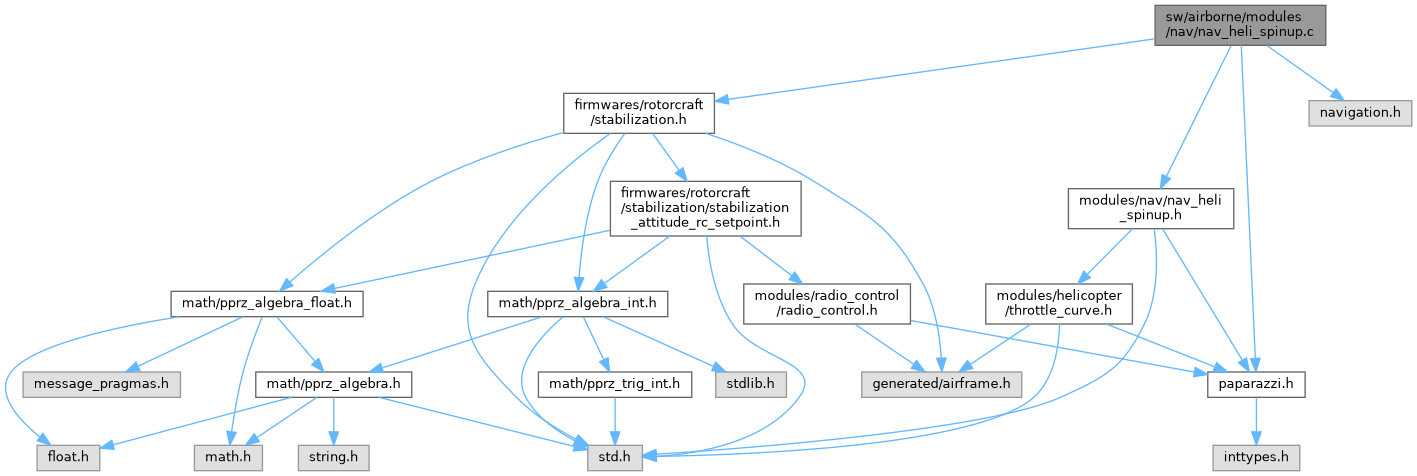 sw/airborne/modules
/nav/nav_heli_spinup.c
firmwares/rotorcraft
/stabilization.h
navigation.h
firmwares/rotorcraft
/stabilization/stabilization
_attitude_rc_setpoint.h
modules/nav/nav_heli
_spinup.h
math/pprz_algebra_float.h
math/pprz_algebra_int.h
modules/radio_control
/radio_control.h
modules/helicopter
/throttle_curve.h
message_pragmas.h
math/pprz_algebra.h
math/pprz_trig_int.h
stdlib.h
generated/airframe.h
paparazzi.h
float.h
math.h
string.h
std.h
inttypes.h